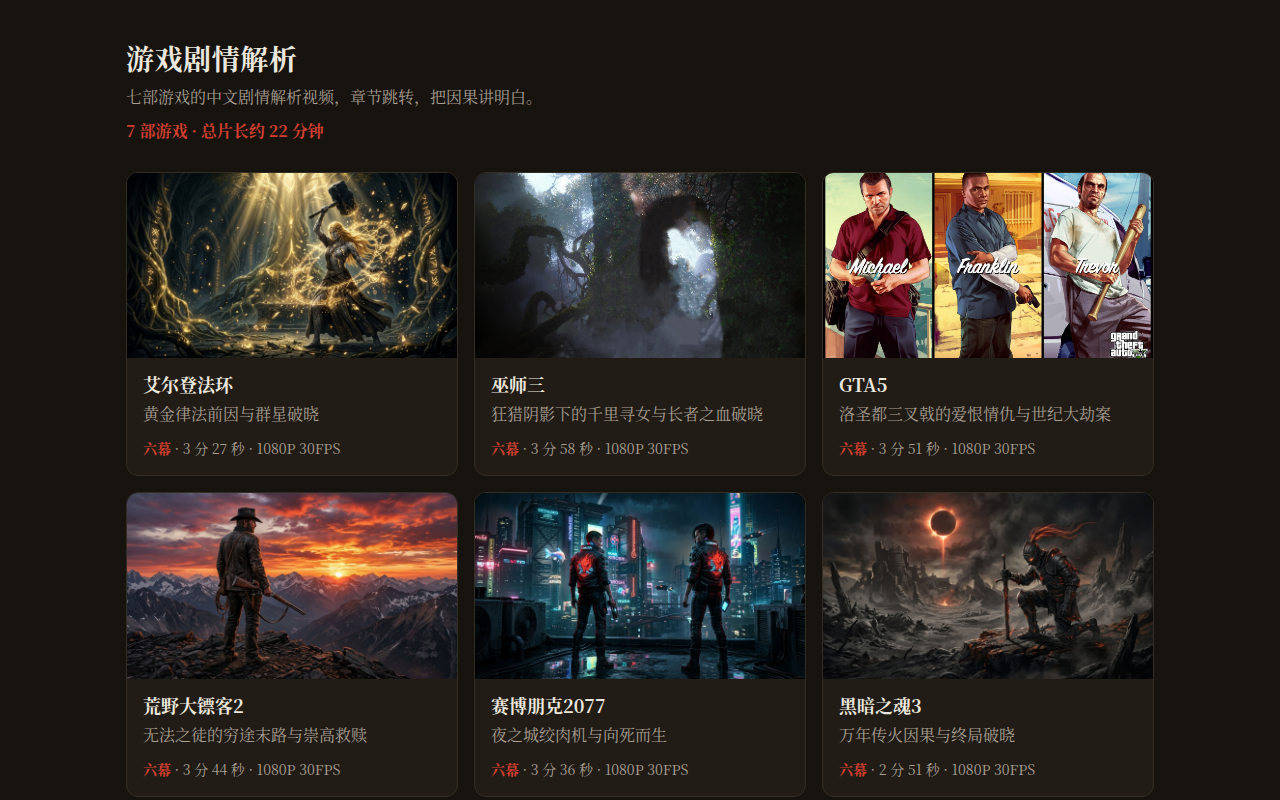 游戏剧情解析
七部游戏的中文剧情解析视频，章节跳转，把因果讲明白。
7 部游戏 · 总片长约 22 分钟
Michael
Franklin
Trevor
grand
theft
auto
艾尔登法环
黄金律法前因与群星破晓
六幕 · 3 分 27 秒 · 1080P 30FPS
巫师三
狂猎阴影下的千里寻女与长者之血破晓
六幕 · 3 分 58 秒 · 1080P 30FPS
GTA5
洛圣都三叉戟的爱恨情仇与世纪大劫案
六幕 · 3 分 51 秒 · 1080P 30FPS
荒野大镖客2
无法之徒的穷途末路与崇高救赎
六幕 · 3 分 44 秒 · 1080P 30FPS
赛博朋克2077
夜之城绞肉机与向死而生
六幕 · 3 分 36 秒 · 1080P 30FPS
黑暗之魂3
万年传火因果与终局破晓
六幕 · 2 分 51 秒 · 1080P 30FPS